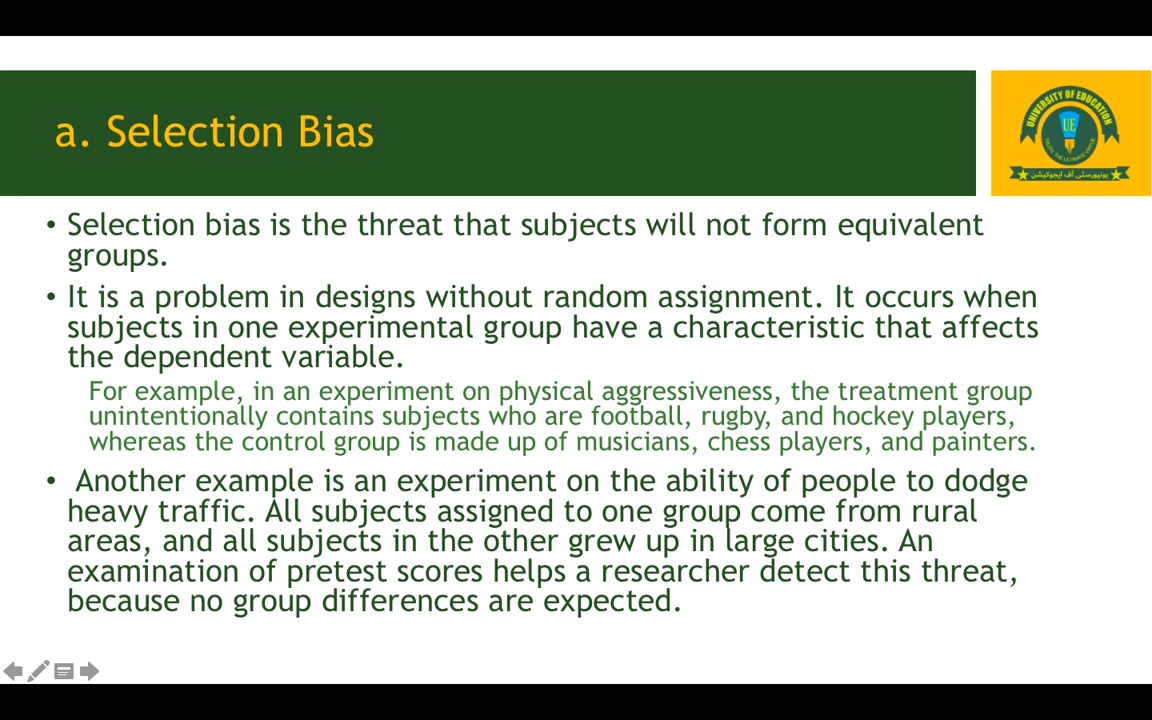 a. Selection Bias
UNIVERSITY OF EDUCATION
UE
یونیورسٹی آف ایجوکیشن
• Selection bias is the threat that subjects will not form equivalent
groups.
• It is a problem in designs without random assignment. It occurs when
subjects in one experimental group have a characteristic that affects
the dependent variable.
For example, in an experiment on physical aggressiveness, the treatment group
unintentionally contains subjects who are football, rugby, and hockey players,
whereas the control group is made up of musicians, chess players, and painters.
• Another example is an experiment on the ability of people to dodge
heavy traffic. All subjects assigned to one group come from rural
areas, and all subjects in the other grew up in large cities. An
examination of pretest scores helps a researcher detect this threat,
because no group differences are expected.